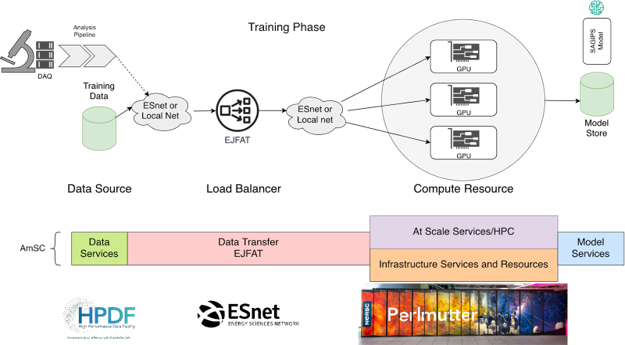 Training Phase
Analysis
Pipeline
DAQ
Training
Data
ESnet or
Local Net
EJFAT
ESnet or
Local net
GPU
GPU
GPU
SAGIPS
Model
Model
Store
Data Source
Load Balancer
Compute Resource
AmSC
Data
Services
Data Transfer
EJFAT
At Scale Services/HPC
Infrastructure Services and Resources
Model
Services
HPDF
High Performance Data Facility
ESnet
ENERGY SCIENCES NETWORK
NERSC
Perlmutter